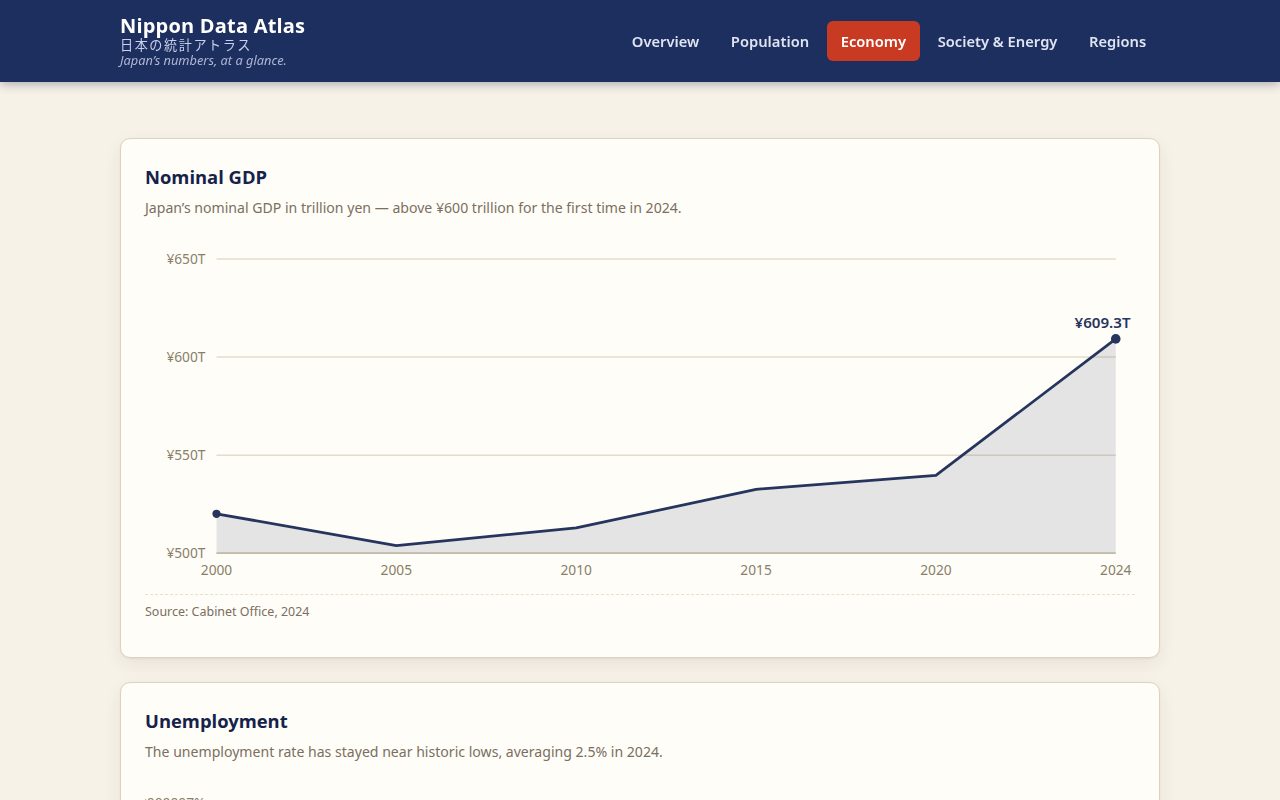 Nippon Data Atlas
日本の統計アトラス
Japan's numbers, at a glance.
Overview
Population
Economy
Society & Energy
Regions
Nominal GDP
Japan's nominal GDP in trillion yen — above ¥600 trillion for the first time in 2024.
¥650T
¥609.3T
¥600T
¥550T
¥500T
2000
2005
2010
2015
2020
2024
Source: Cabinet Office, 2024
Unemployment
The unemployment rate has stayed near historic lows, averaging 2.5% in 2024.